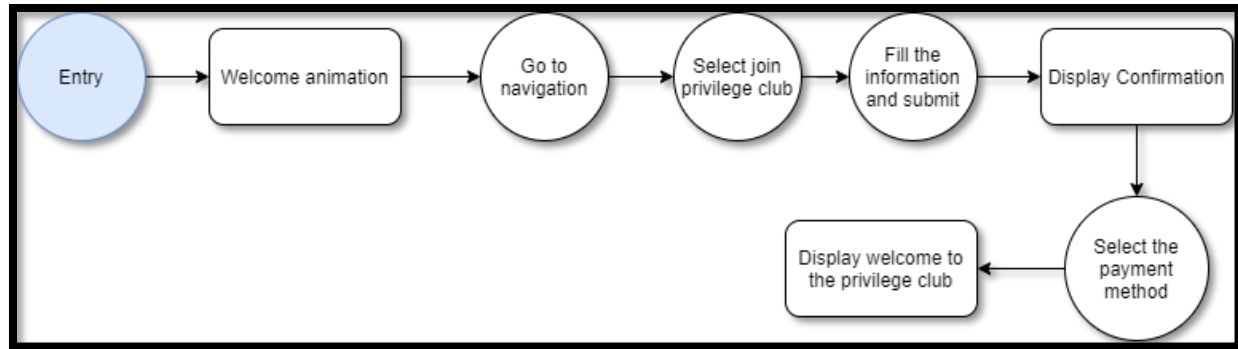 Entry
Welcome animation
Go to
navigation
Select join
privilege club
Fill the
information
and submit
Display Confirmation
Select the
payment
method
Display welcome to
the privilege club